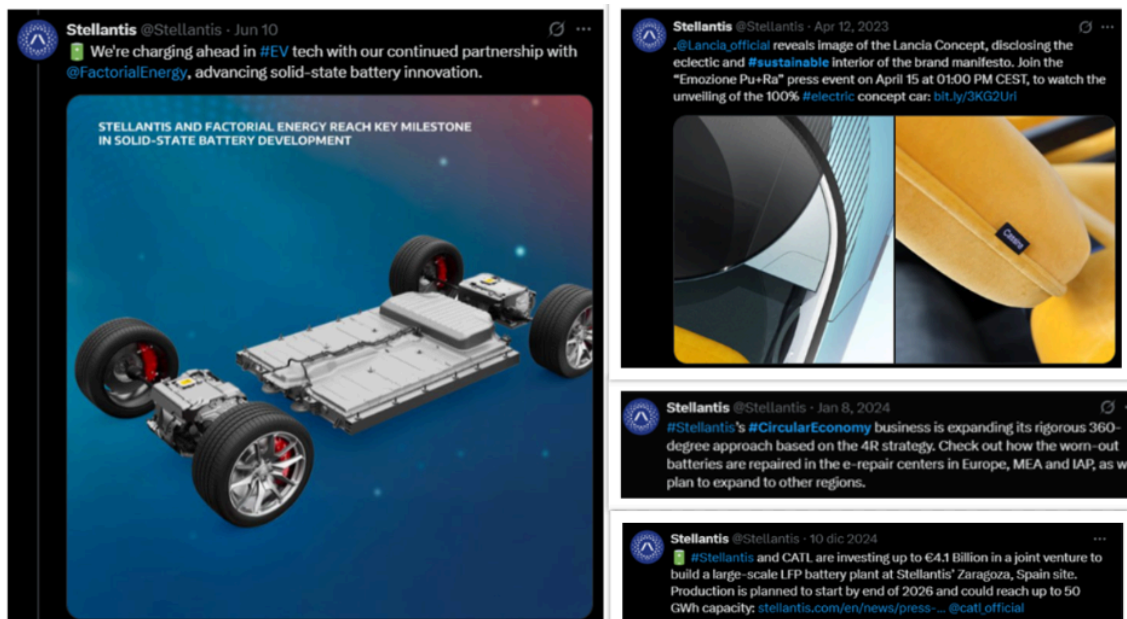 Stellantis @Stellantis · Jun 10
We're charging ahead in #EV tech with our continued partnership with
@FactorialEnergy, advancing solid-state battery innovation.
STELLANTIS AND FACTORIAL ENERGY REACH KEY MILESTONE
IN SOLID-STATE BATTERY DEVELOPMENT
Stellantis @Stellantis · Apr 12, 2023
.@Lancia_official reveals image of the Lancia Concept, disclosing the
eclectic and #sustainable interior of the brand manifesto. Join the
“Emozione Pu+Ra” press event on April 15 at 01:00 PM CEST, to watch the
unveiling of the 100% #electric concept car: bit.ly/3KG2Uri
Cassina
Stellantis @Stellantis · Jan 8, 2024
#Stellantis's #CircularEconomy business is expanding its rigorous 360-
degree approach based on the 4R strategy. Check out how the worn-out
batteries are repaired in the e-repair centers in Europe, MEA and IAP, as w
plan to expand to other regions.
Stellantis @Stellantis · 10 dic 2024
#Stellantis and CATL are investing up to €4.1 Billion in a joint venture to
build a large-scale LFP battery plant at Stellantis' Zaragoza, Spain site.
Production is planned to start by end of 2026 and could reach up to 50
GWh capacity: stellantis.com/en/news/press-... @catl_official